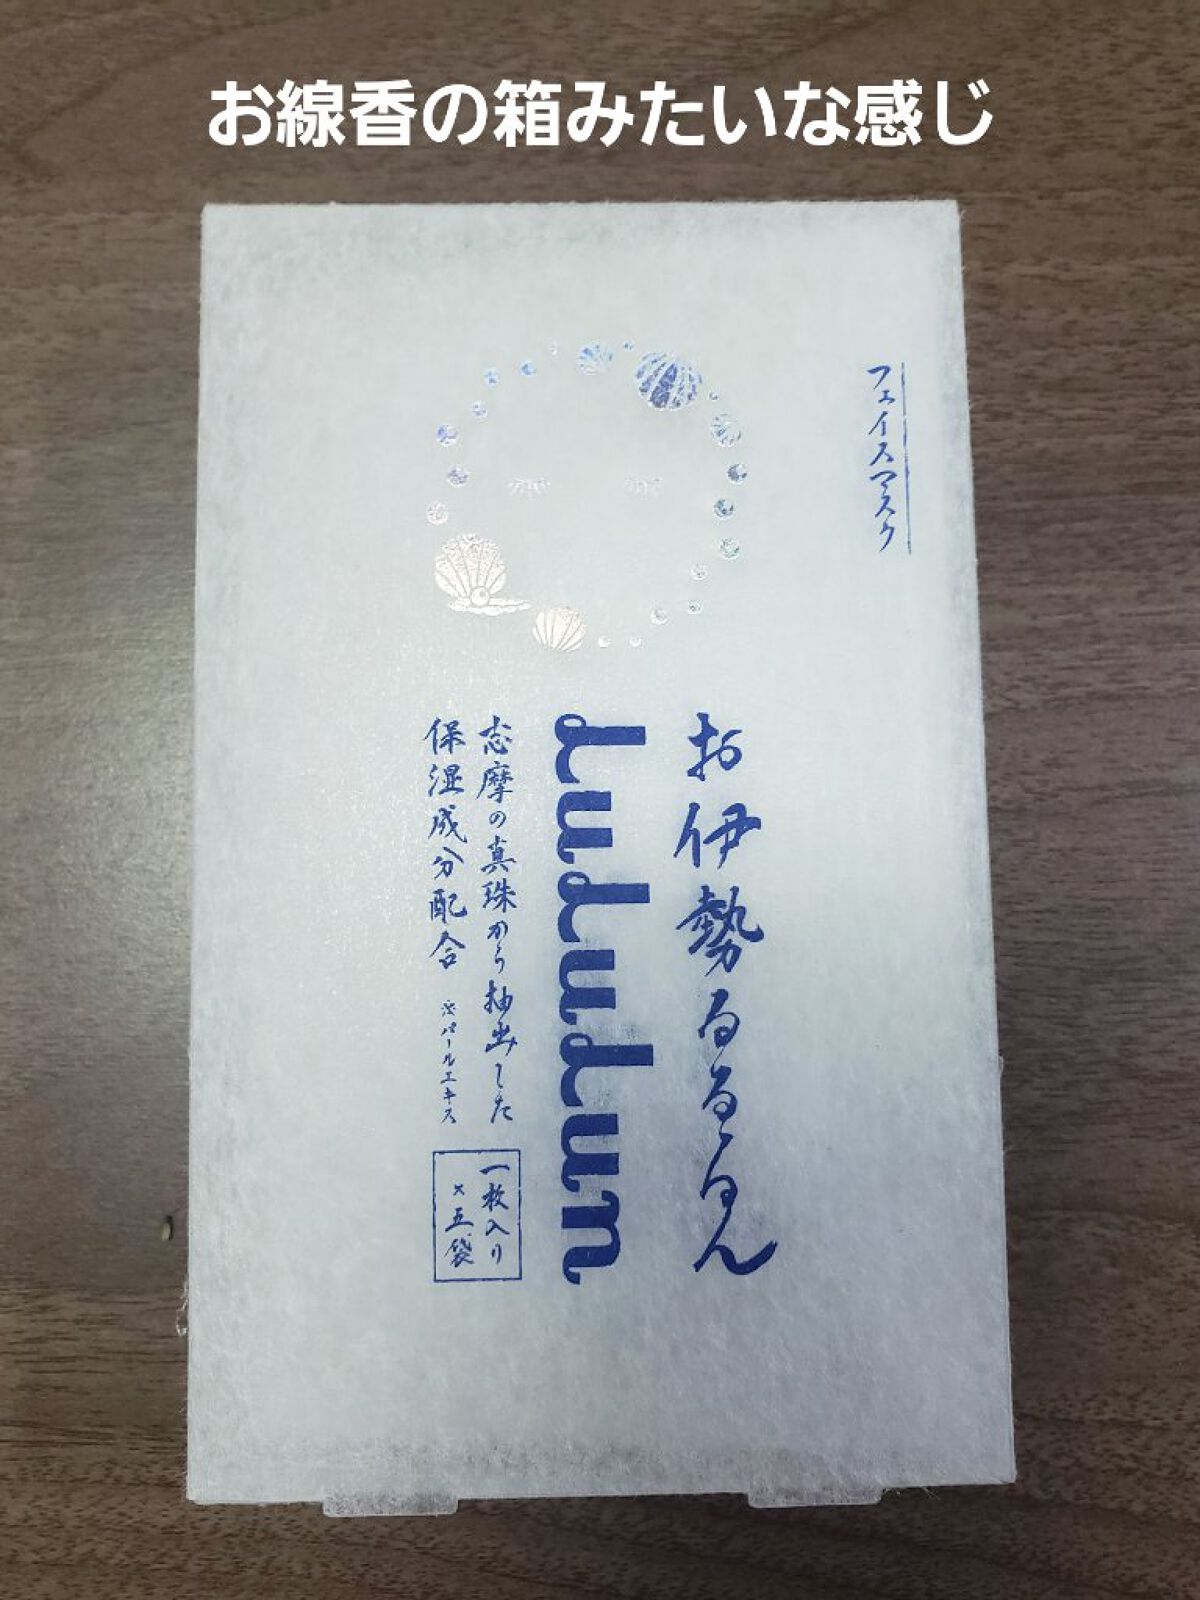 お線香の箱みたいな感じ
フェイスマスク
お伊勢るるるん
LuLuLun
志摩の真珠から抽出した
保湿成分配合 ※パールエキス
一枚入り
×五袋